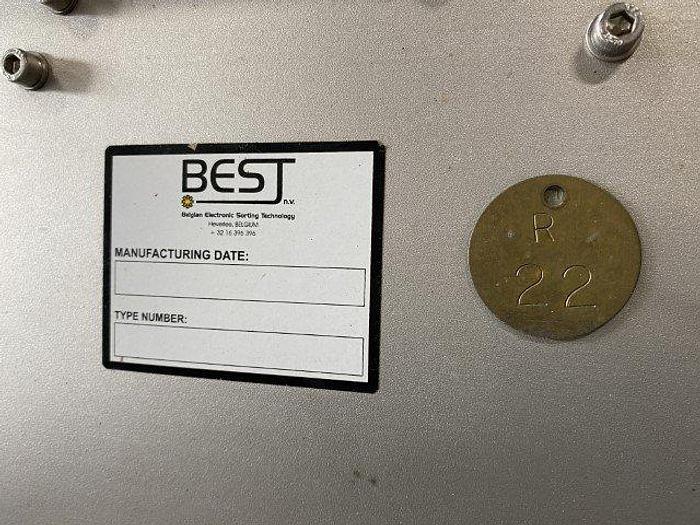 BEST
n.v.
Belgian Electronic Sorting Technology
Heverlee, BELGIUM
+ 32 16 396 396
MANUFACTURING DATE:
TYPE NUMBER:
R
22